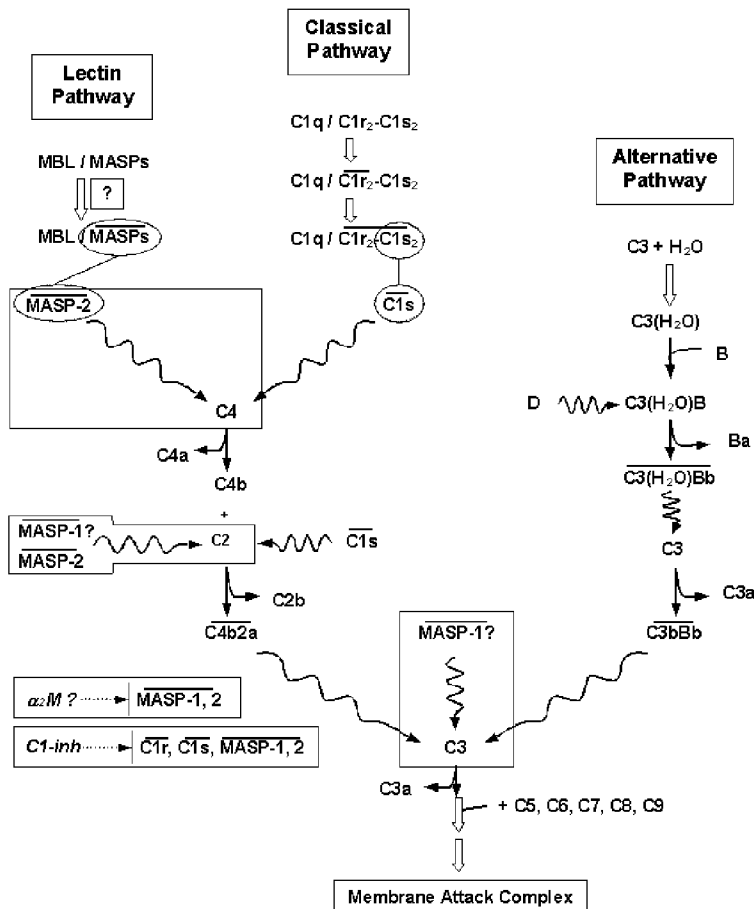 Classical
Pathway
Lectin
Pathway
Alternative
Pathway
C1q / C1r₂-C1s₂
MBL / MASPs
?
C1q / C1r₂-C1s₂
MBL / MASPs
C1q / C1r₂-C1s₂
C3 + H₂O
MASP-2
C1s
C3(H₂O)
B
C4
D
C3(H₂O)B
C4a
Ba
C4b
C3(H₂O)Bb
+
MASP-1?
MASP-2
C2
C1s
C3
C2b
C3a
C4b2a
MASP-1?
C3bBb
α₂M ?
MASP-1, 2
C1-inh
C1r, C1s, MASP-1, 2
C3
C3a
+ C5, C6, C7, C8, C9
Membrane Attack Complex